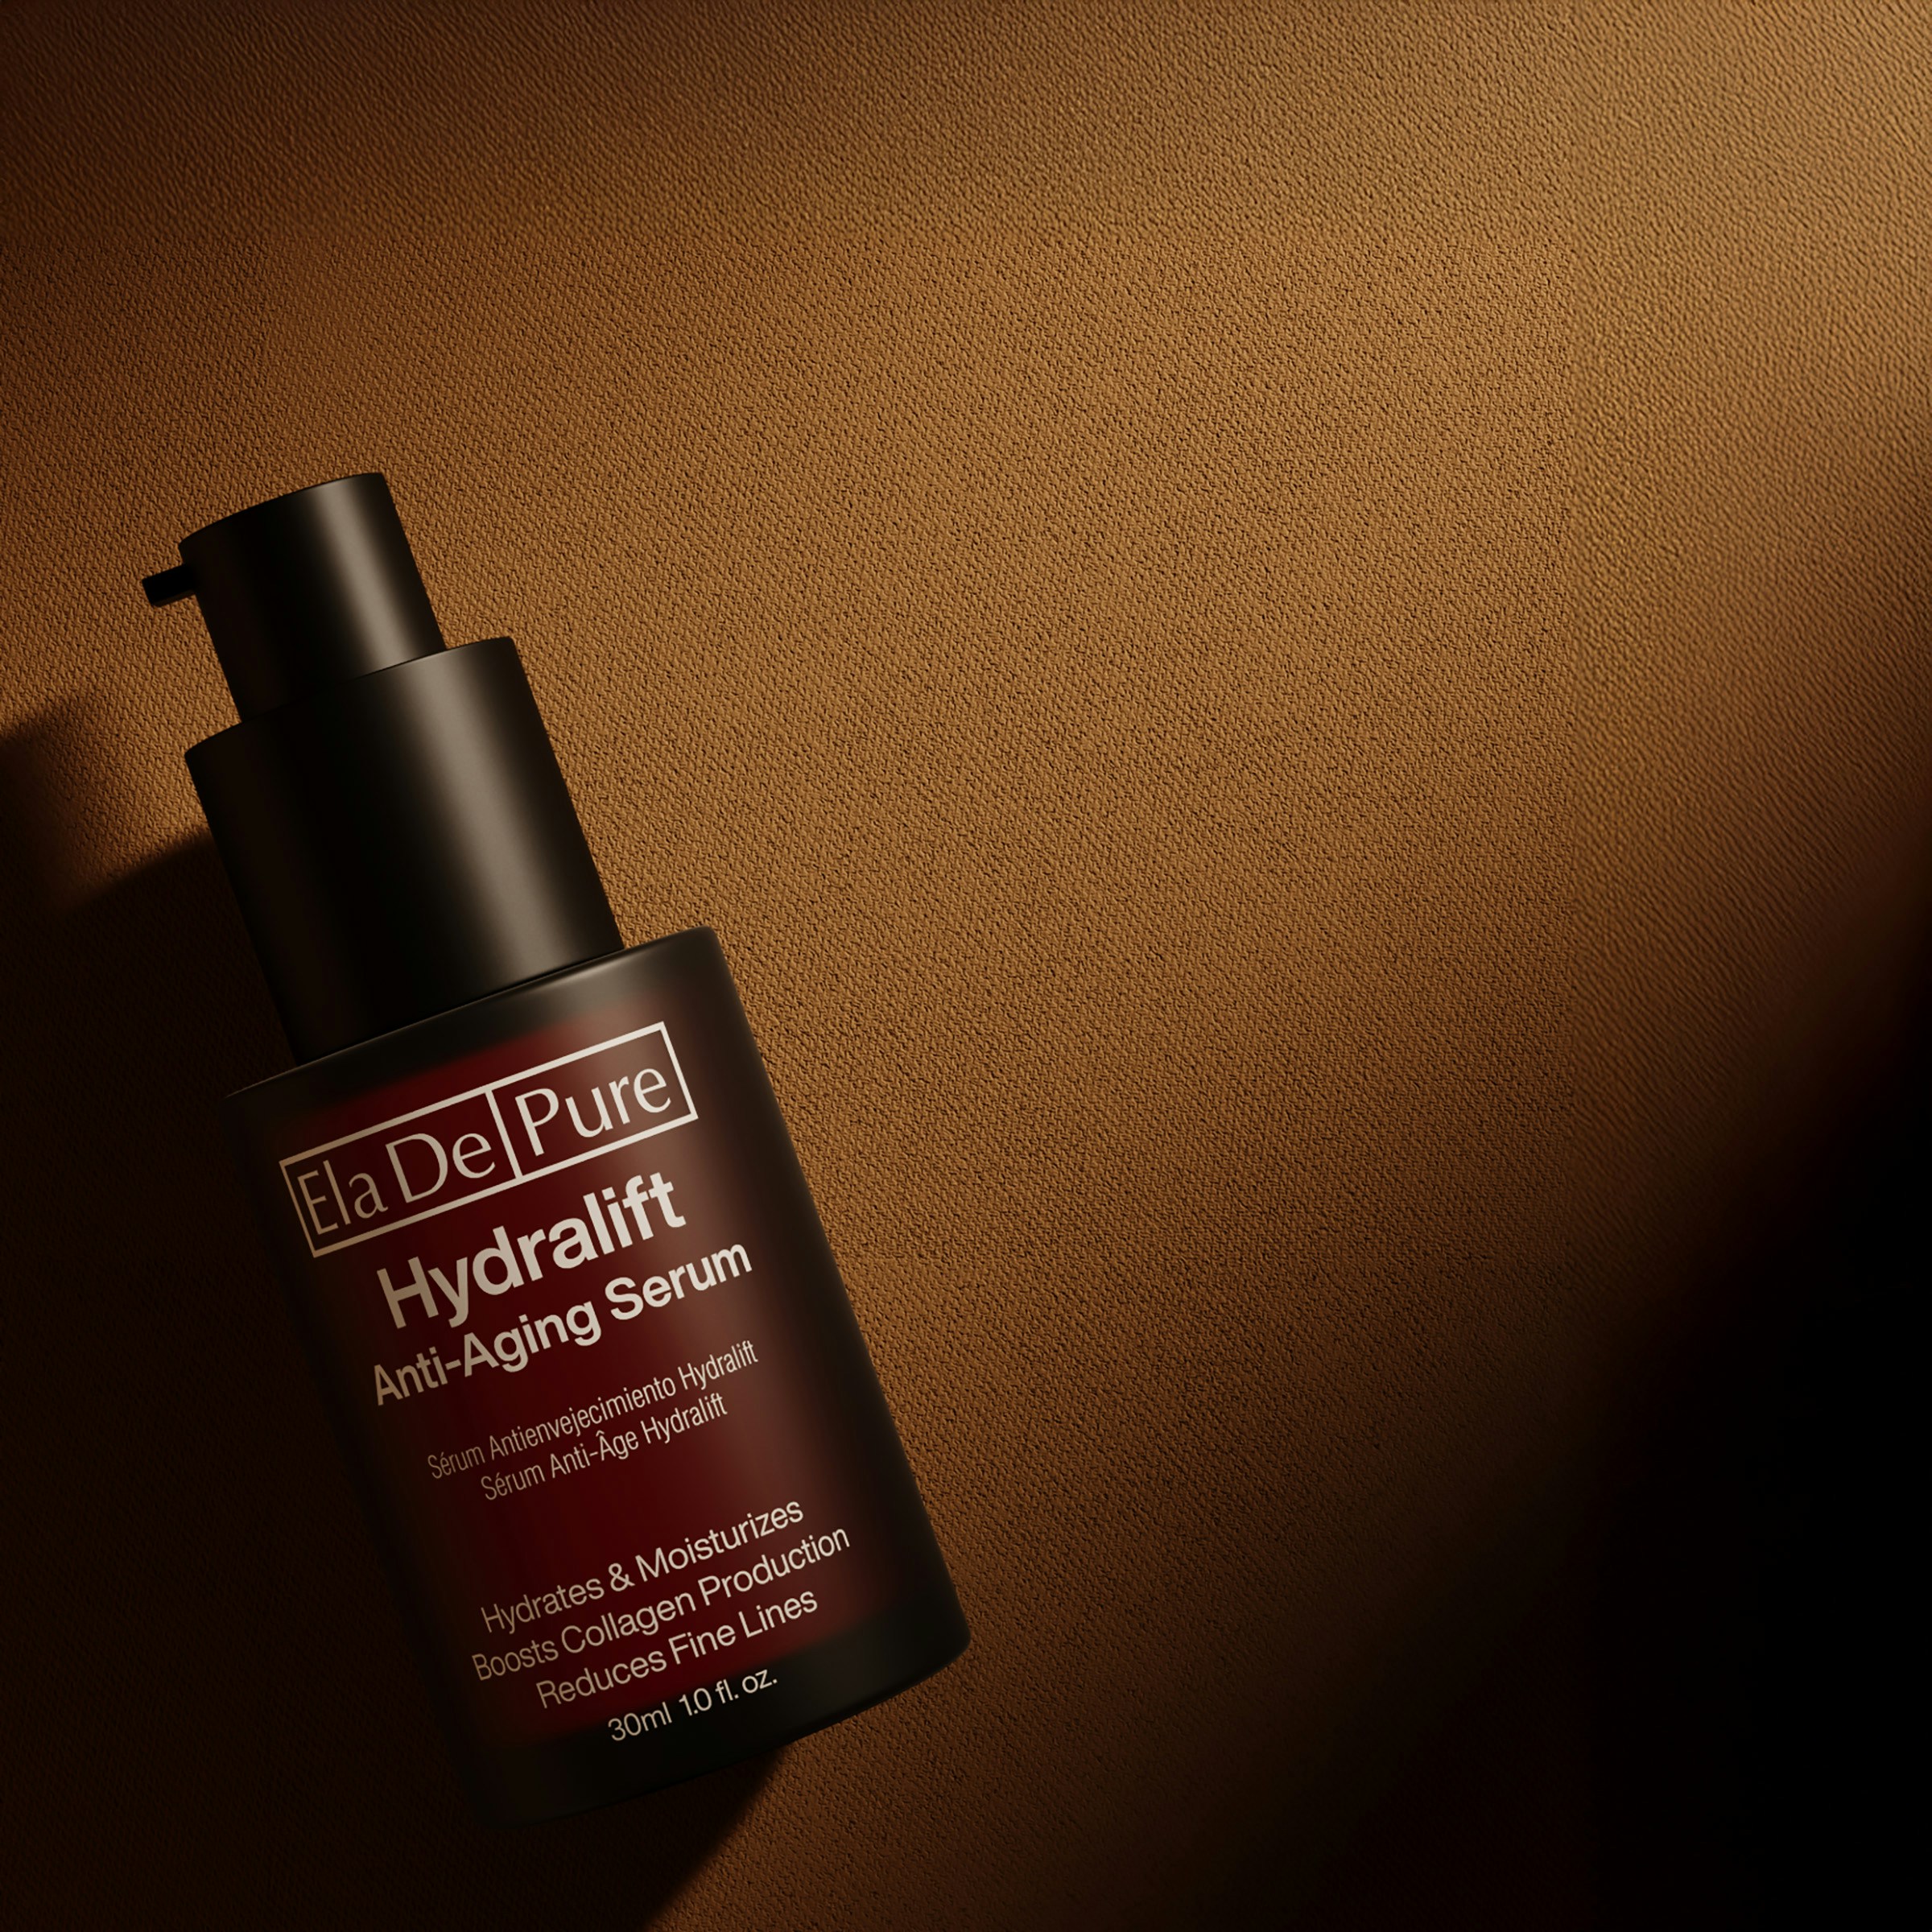 Ela De Pure
Hydralift
Anti-Aging Serum
Sérum Antienvejecimiento Hydralift
Sérum Anti-Âge Hydralift
Hydrates & Moisturizes
Boosts Collagen Production
Reduces Fine Lines
30ml 1.0 fl. oz.